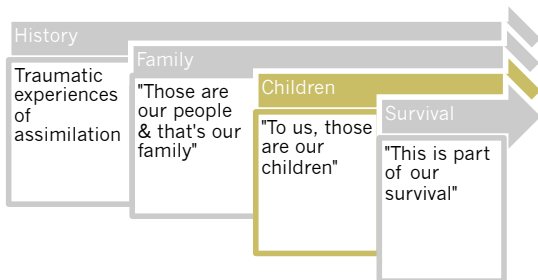 History
Traumatic
experiences
of
assimilation
Family
"Those are
our people
& that's our
family"
Children
"To us, those
are our
children"
Survival
"This is part
of our
survival"